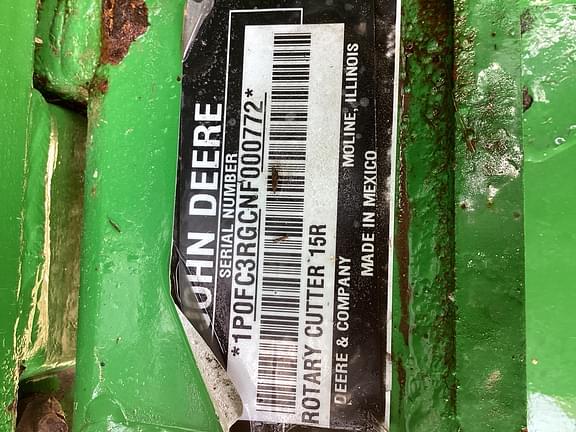 JOHN DEERE
SERIAL NUMBER
*1P0FC3RGCNF000772*
ROTARY CUTTER 15R
DEERE & COMPANY MOLINE, ILLINOIS
MADE IN MEXICO